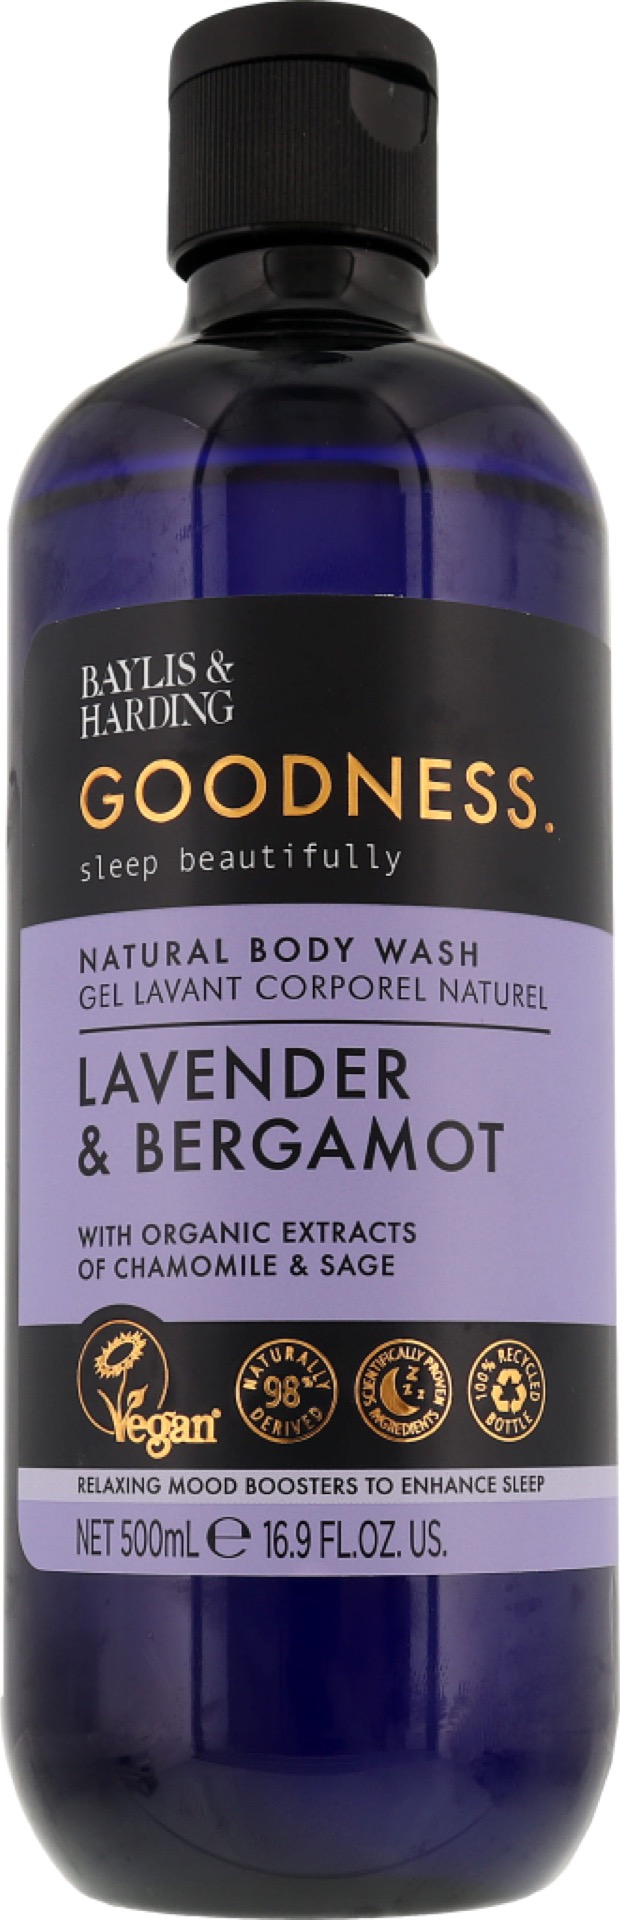 BAYLIS &
HARDING
GOODNESS.
sleep beautifully
NATURAL BODY WASH
GEL LAVANT CORPOREL NATUREL
LAVENDER
& BERGAMOT
WITH ORGANIC EXTRACTS
OF CHAMOMILE & SAGE
Vegan
NATURALLY
98%
DERIVED
SCIENTIFICALLY PROVEN
Z Z Z Z
INGREDIENTS
100% RECYCLED
BOTTLE
RELAXING MOOD BOOSTERS TO ENHANCE SLEEP
NET 500mL ℮ 16.9 FL.OZ. US.